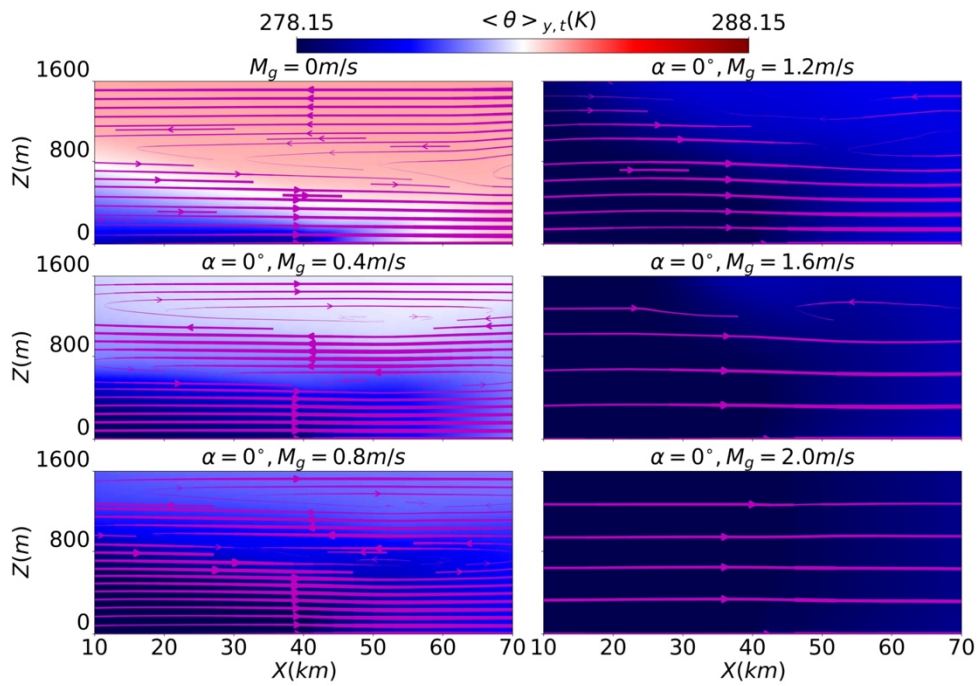 278.15 < θ >y,t(K) 288.15
Mg = 0m/s
α = 0°, Mg = 1.2m/s
1600
Z(m)
800
0
α = 0°, Mg = 0.4m/s
α = 0°, Mg = 1.6m/s
1600
Z(m)
800
0
α = 0°, Mg = 0.8m/s
α = 0°, Mg = 2.0m/s
1600
Z(m)
800
0
10 20 30 40 50 60 70
10 20 30 40 50 60 70
X(km)
X(km)